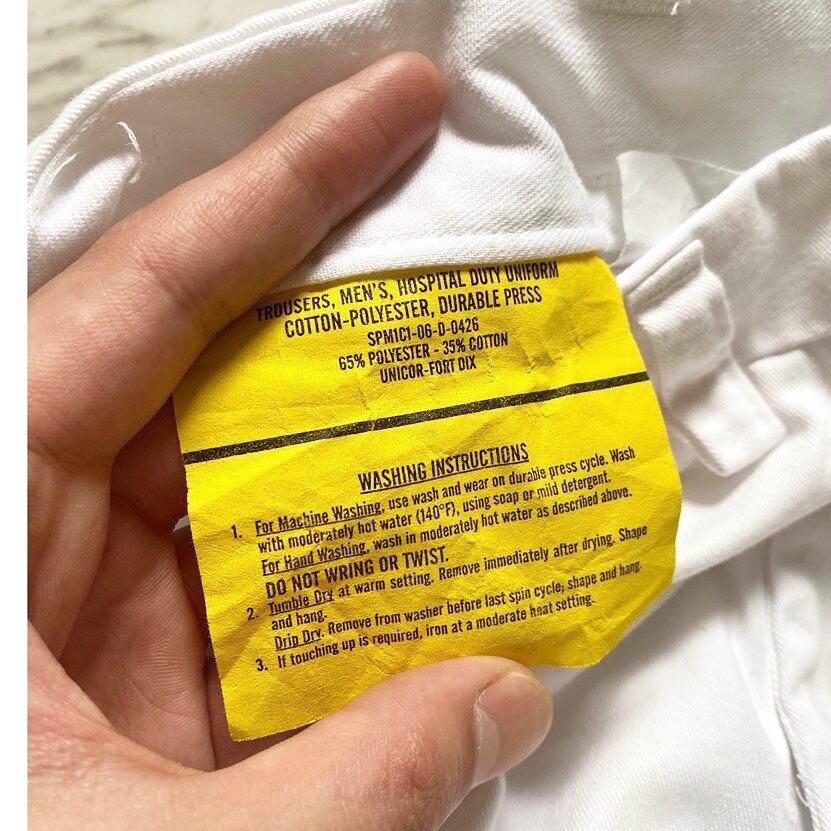 TROUSERS, MEN'S, HOSPITAL DUTY UNIFORM
COTTON-POLYESTER, DURABLE PRESS
SPM1C1-06-D-0426
65% POLYESTER - 35% COTTON
UNICOR-FORT DIX
WASHING INSTRUCTIONS
1. For Machine Washing, use wash and wear on durable press cycle. Wash
with moderately hot water (140°F), using soap or mild detergent.
For Hand Washing, wash in moderately hot water as described above.
DO NOT WRING OR TWIST.
2. Tumble Dry at warm setting. Remove immediately after drying. Shape
and hang.
Drip Dry. Remove from washer before last spin cycle; shape and hang.
3. If touching up is required, iron at a moderate heat setting.